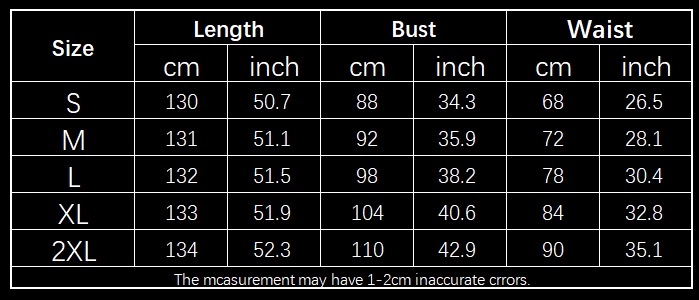 Size Length Bust Waist
cm inch cm inch cm inch
S 130 50.7 88 34.3 68 26.5
M 131 51.1 92 35.9 72 28.1
L 132 51.5 98 38.2 78 30.4
XL 133 51.9 104 40.6 84 32.8
2XL 134 52.3 110 42.9 90 35.1
The mcasurement may have 1-2cm inaccurate crrors.